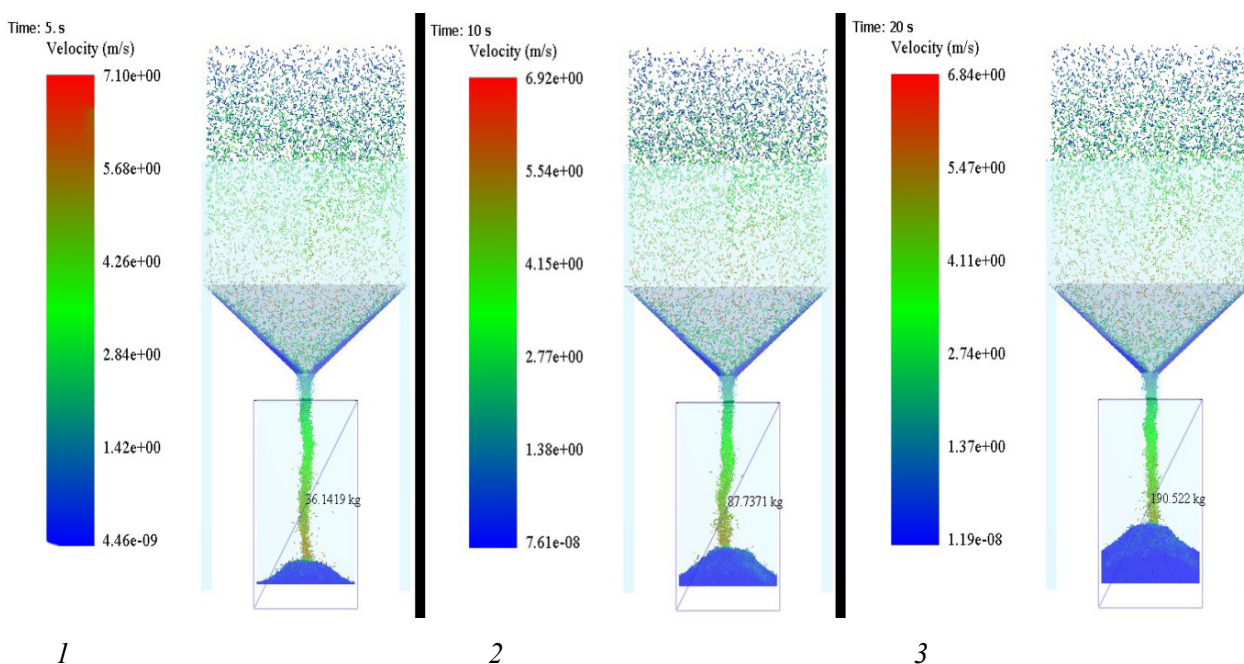 Time: 5. s
Velocity (m/s)
7.10e+00
5.68e+00
4.26e+00
2.84e+00
1.42e+00
4.46e-09
36.1419 kg
1
Time: 10 s
Velocity (m/s)
6.92e+00
5.54e+00
4.15e+00
2.77e+00
1.38e+00
7.61e-08
87.7371 kg
2
Time: 20 s
Velocity (m/s)
6.84e+00
5.47e+00
4.11e+00
2.74e+00
1.37e+00
1.19e-08
190.522 kg
3